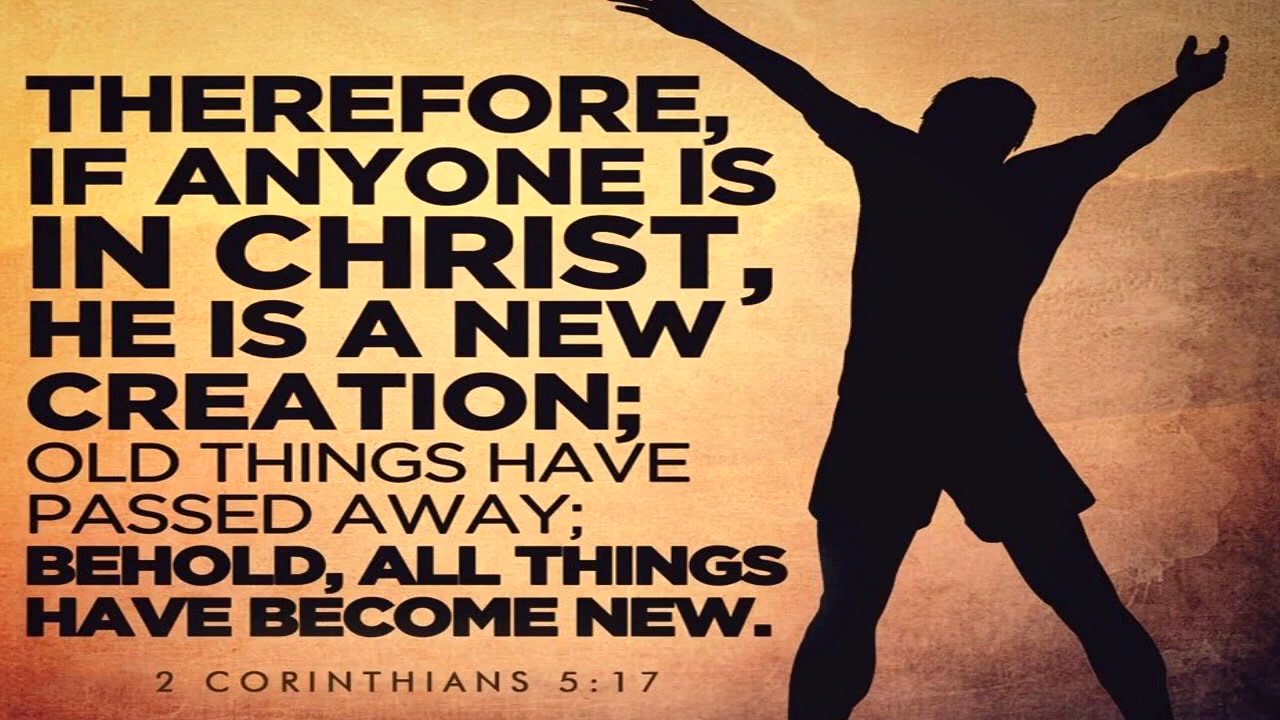 THEREFORE,
IF ANYONE IS
IN CHRIST,
HE IS A NEW
CREATION;
OLD THINGS HAVE
PASSED AWAY;
BEHOLD, ALL THINGS
HAVE BECOME NEW.
2 CORINTHIANS 5:17